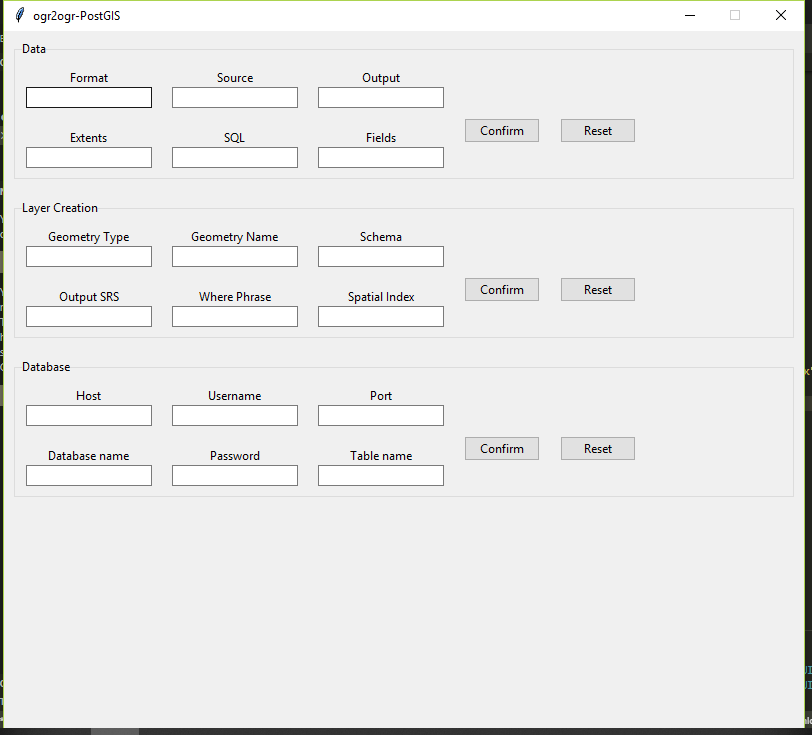 ogr2ogr-PostGIS
Data
Format Source Output
Extents SQL Fields
Confirm Reset
Layer Creation
Geometry Type Geometry Name Schema
Output SRS Where Phrase Spatial Index
Confirm Reset
Database
Host Username Port
Database name Password Table name
Confirm Reset